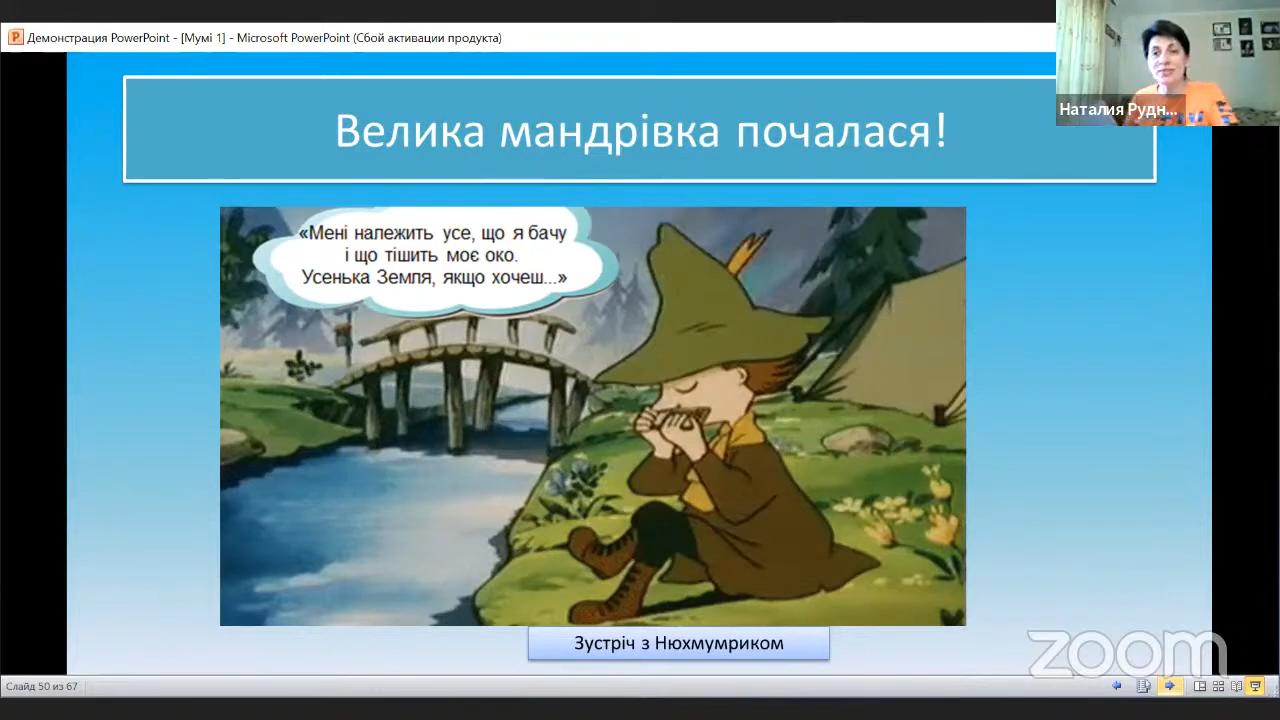 Демонстрация PowerPoint - [Мумі 1] - Microsoft PowerPoint (Сбой активации продукта)
Наталия Рудн...
Велика мандрівка почалася!
«Мені належить усе, що я бачу
і що тішить моє око.
Усенька Земля, якщо хочеш...»
Зустріч з Нюхмумриком
zoom
Слайд 50 из 67